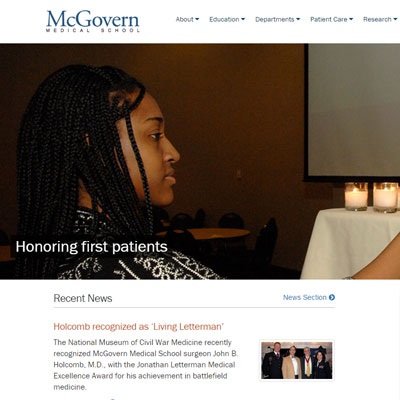 McGovern
MEDICAL SCHOOL
About Education Departments Patient Care Research
Honoring first patients
Recent News
News Section
Holcomb recognized as ‘Living Letterman’
The National Museum of Civil War Medicine recently
recognized McGovern Medical School surgeon John B.
Holcomb, M.D., with the Jonathan Letterman Medical
Excellence Award for his achievement in battlefield
medicine.